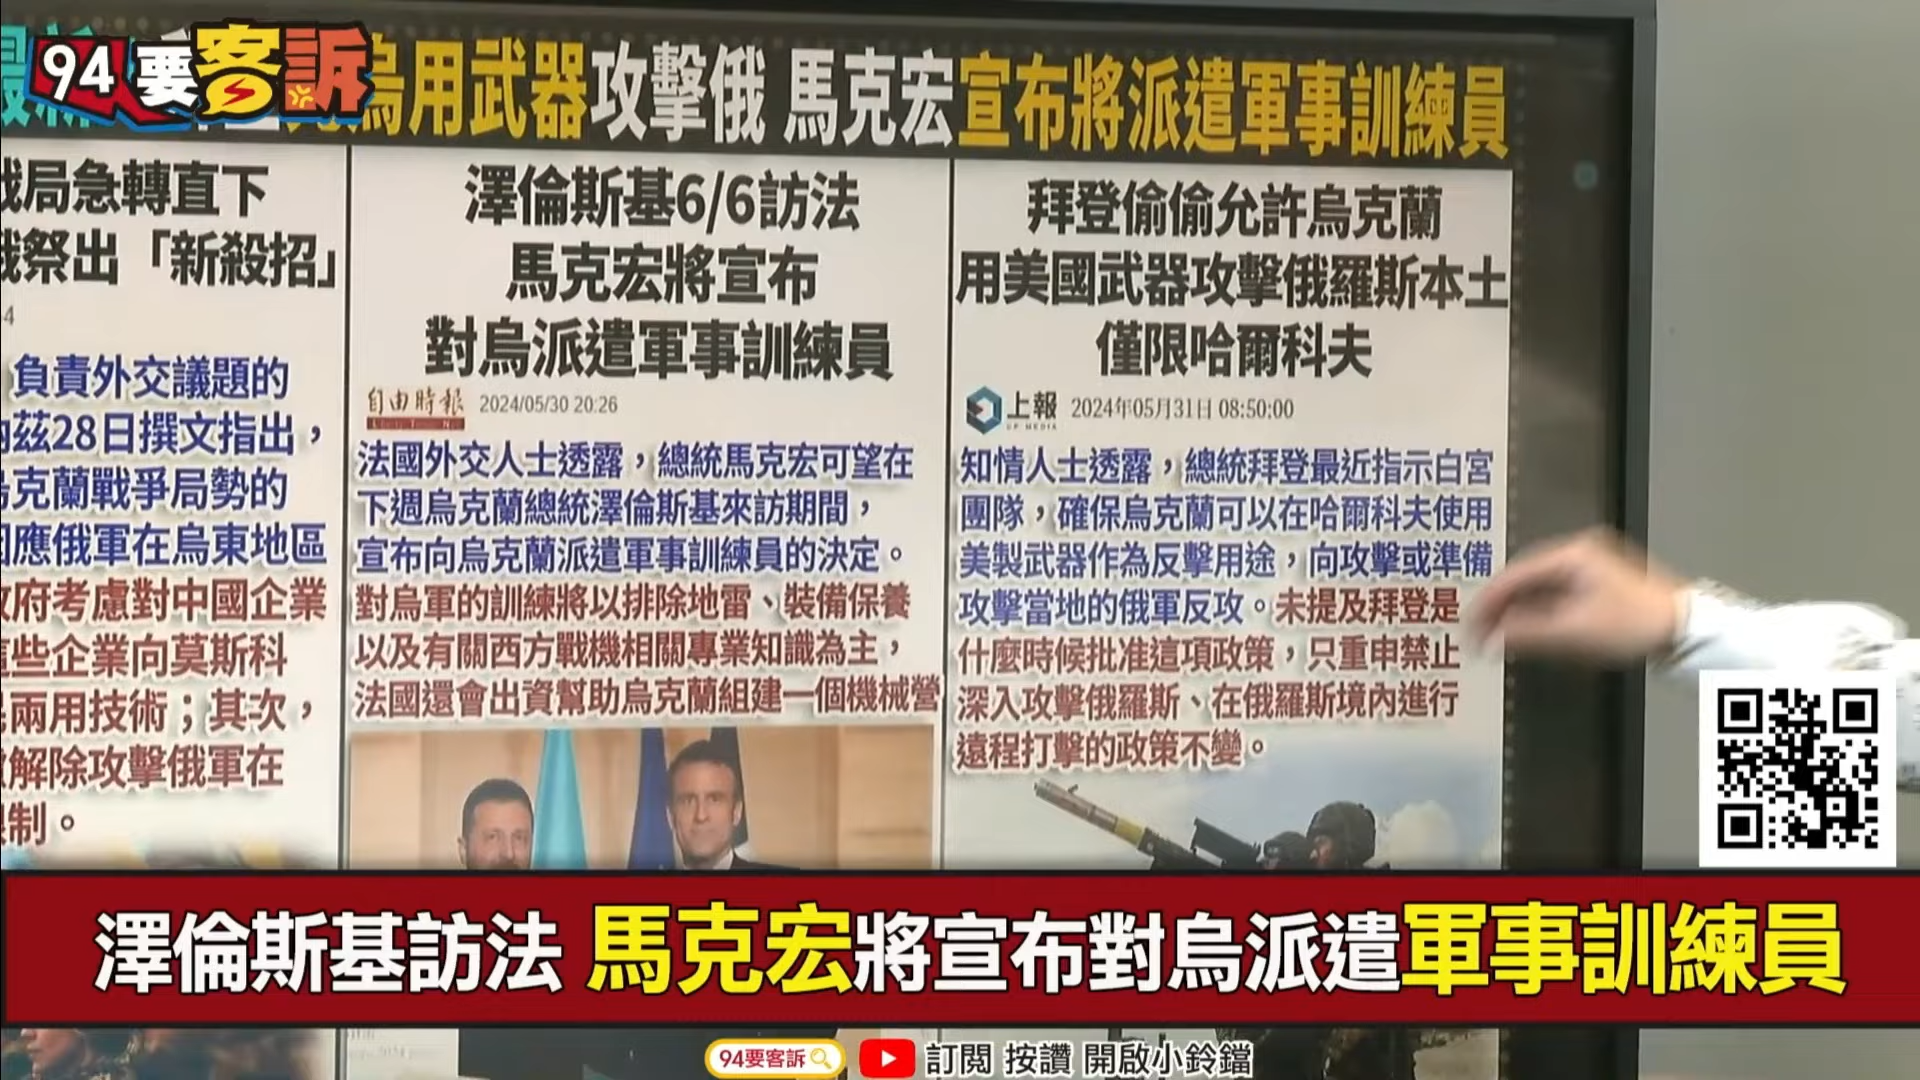 94要客訴
烏用武器攻擊俄 馬克宏宣布將派遣軍事訓練員
戰局急轉直下
俄祭出「新殺招」
負責外交議題的
茲28日撰文指出，
烏克蘭戰爭局勢的
因應俄軍在烏東地區
政府考慮對中國企業
這些企業向莫斯科
兩用技術；其次，
解除攻擊俄軍在
限制。
澤倫斯基6/6訪法
馬克宏將宣布
對烏派遣軍事訓練員
自由時報 2024/05/30 20:26
法國外交人士透露，總統馬克宏可望在
下週烏克蘭總統澤倫斯基來訪期間，
宣布向烏克蘭派遣軍事訓練員的決定。
對烏軍的訓練將以排除地雷、裝備保養
以及有關西方戰機相關專業知識為主，
法國還會出資幫助烏克蘭組建一個機械營
拜登偷偷允許烏克蘭
用美國武器攻擊俄羅斯本土
僅限哈爾科夫
上報 UP MEDIA 2024年05月31日 08:50:00
知情人士透露，總統拜登最近指示白宮
團隊，確保烏克蘭可以在哈爾科夫使用
美製武器作為反擊用途，向攻擊或準備
攻擊當地的俄軍反攻。未提及拜登是
什麼時候批准這項政策，只重申禁止
深入攻擊俄羅斯、在俄羅斯境內進行
遠程打擊的政策不變。
澤倫斯基訪法 馬克宏將宣布對烏派遣軍事訓練員
94要客訴 訂閱 按讚 開啟小鈴鐺